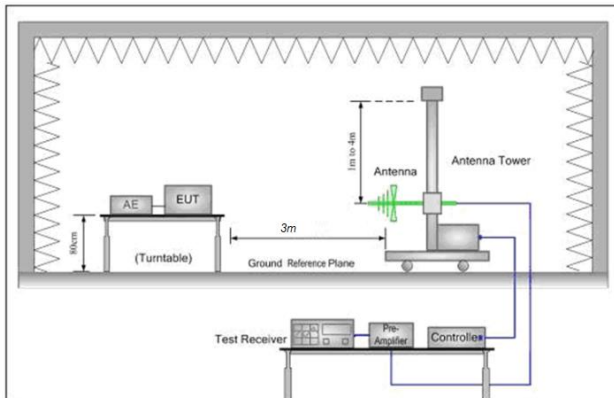 1m to 4m
Antenna
Antenna Tower
AE
EUT
80cm
(Turntable)
3m
Ground Reference Plane
Test Receiver
Pre-
Amplifier
Controller